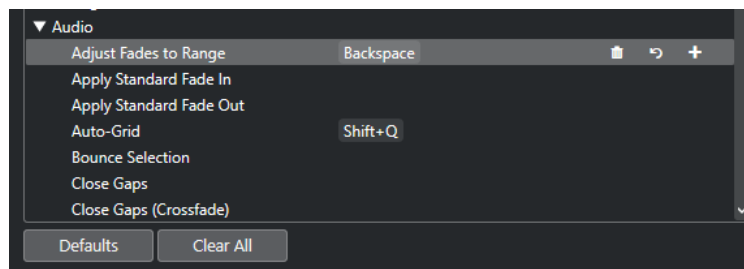 Audio
Adjust Fades to Range Backspace
Apply Standard Fade In
Apply Standard Fade Out
Auto-Grid Shift+Q
Bounce Selection
Close Gaps
Close Gaps (Crossfade)
Defaults Clear All